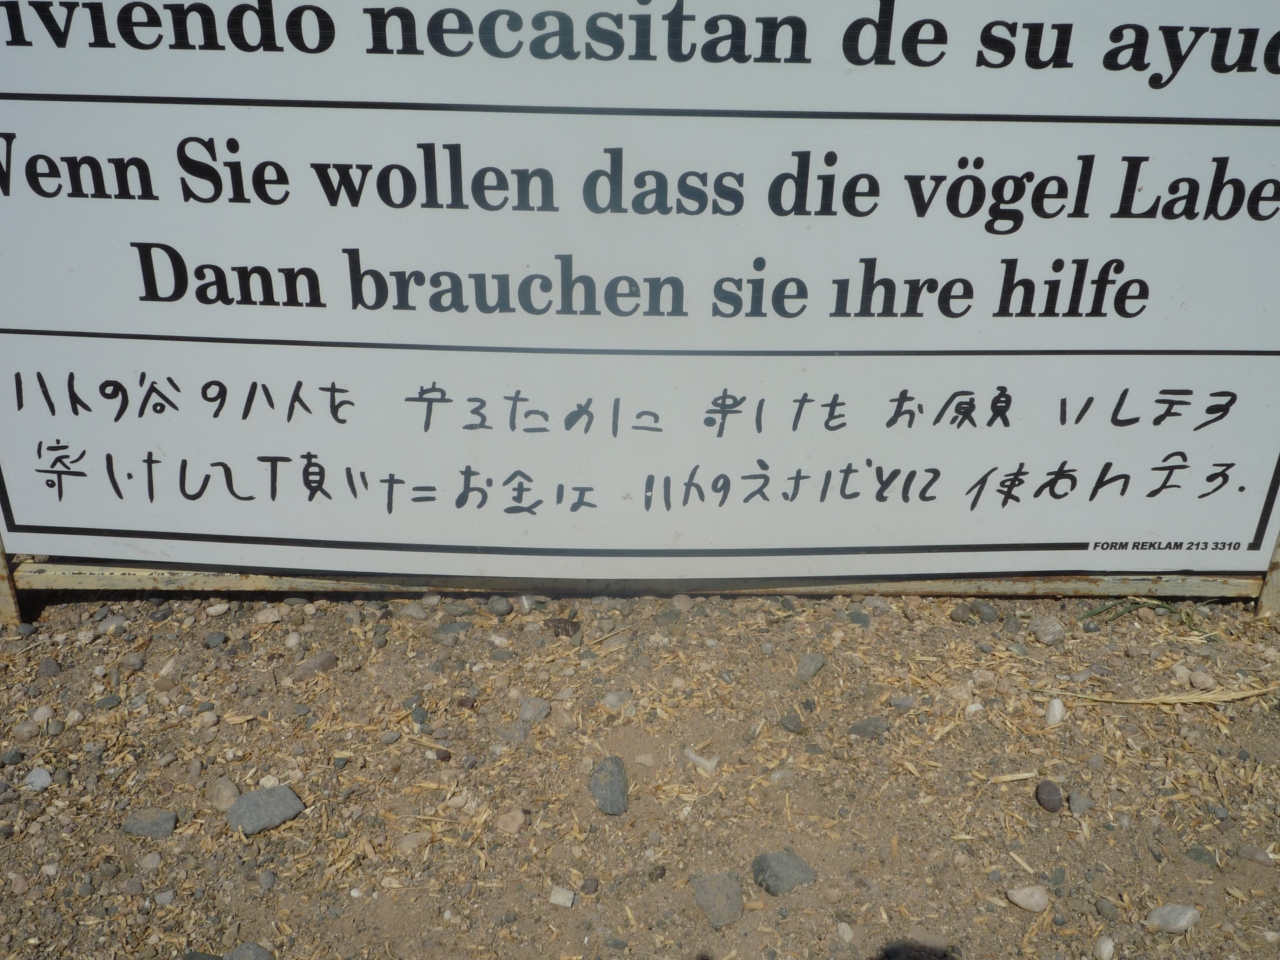 iviendo necasitan de su ayud
Wenn Sie wollen dass die vögel Labe
Dann brauchen sie ıhre hilfe
ハトの谷のハトを 守るために 寄付を お願いします
寄付して頂いた お金は ハトのえさなどに 使われます.
FORM REKLAM 213 3310